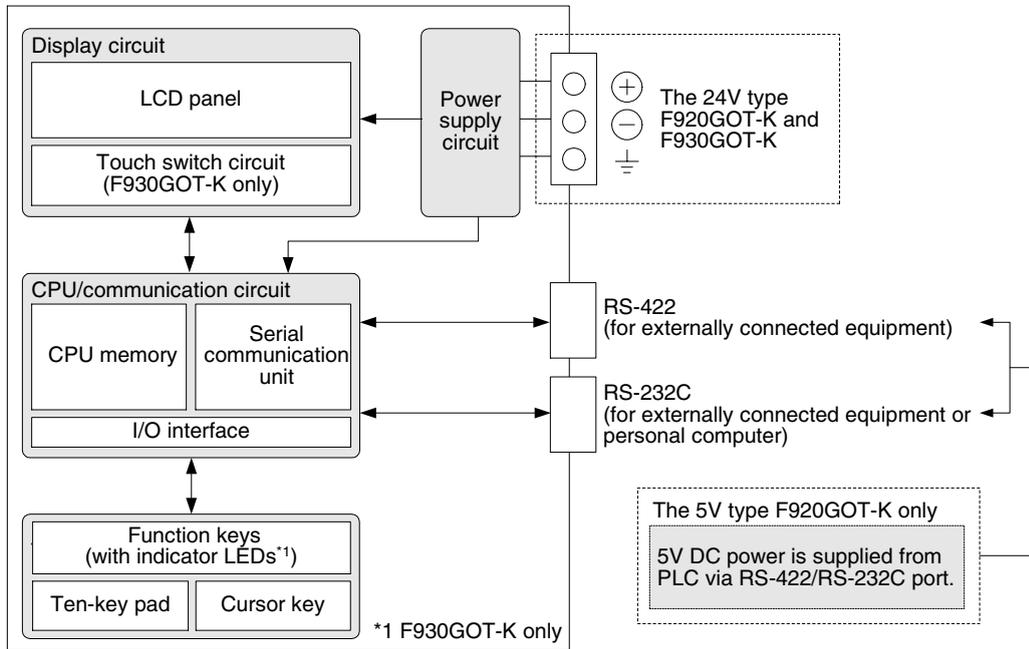 Display circuit
LCD panel
Touch switch circuit
(F930GOT-K only)
Power
supply
circuit
The 24V type
F920GOT-K and
F930GOT-K
CPU/communication circuit
CPU memory
Serial
communication
unit
I/O interface
RS-422
(for externally connected equipment)
RS-232C
(for externally connected equipment or
personal computer)
Function keys
(with indicator LEDs*1)
Ten-key pad
Cursor key
*1 F930GOT-K only
The 5V type F920GOT-K only
5V DC power is supplied from
PLC via RS-422/RS-232C port.